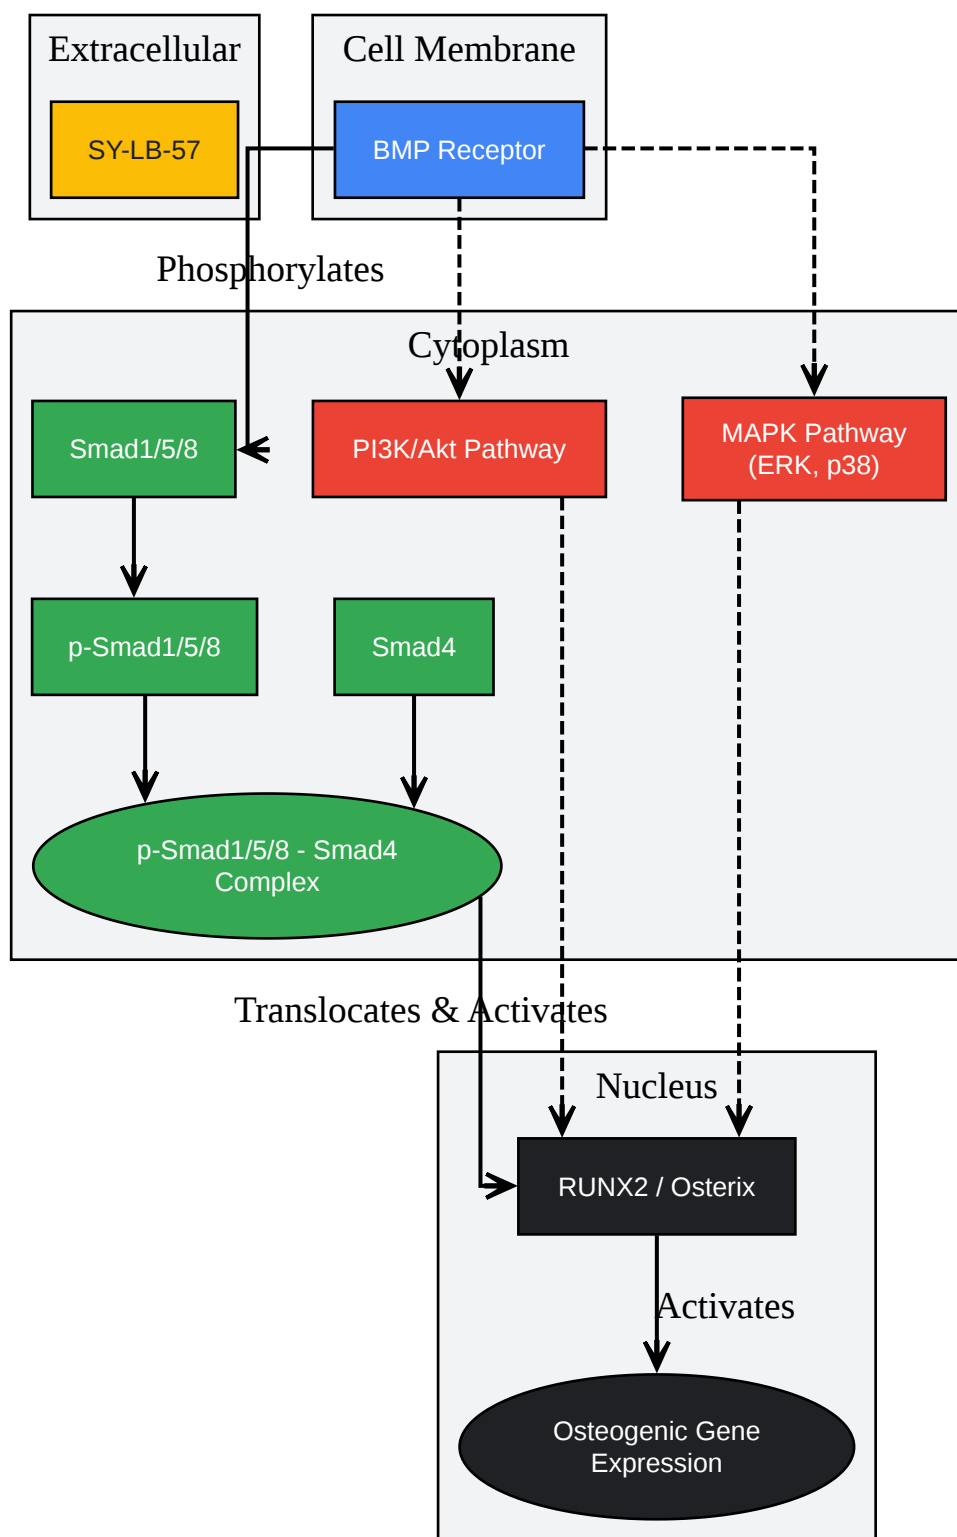 Extracellular
Cell Membrane
SY-LB-57
BMP Receptor
Phosphorylates
Cytoplasm
Smad1/5/8
PI3K/Akt Pathway
MAPK Pathway
(ERK, p38)
p-Smad1/5/8
Smad4
p-Smad1/5/8 - Smad4
Complex
Translocates & Activates
Nucleus
RUNX2 / Osterix
Activates
Osteogenic Gene
Expression